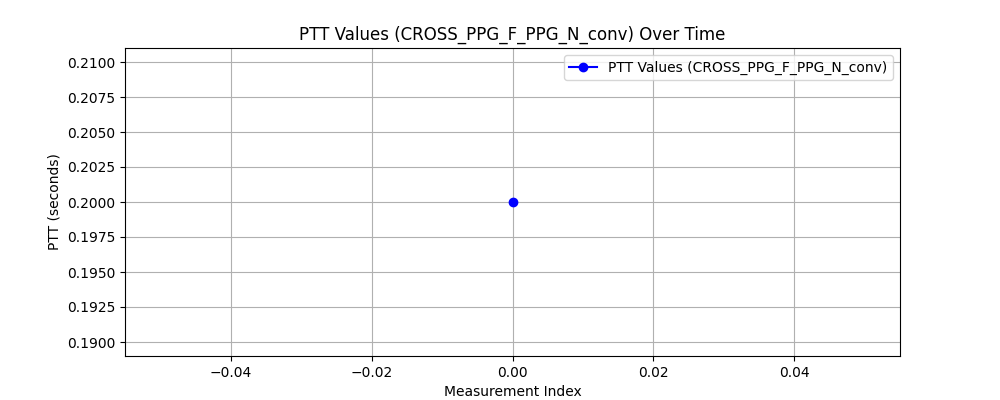 PTT Values (CROSS_PPG_F_PPG_N_conv) Over Time
PTT Values (CROSS_PPG_F_PPG_N_conv)
PTT (seconds)
0.2100
0.2075
0.2050
0.2025
0.2000
0.1975
0.1950
0.1925
0.1900
−0.04 −0.02 0.00 0.02 0.04
Measurement Index